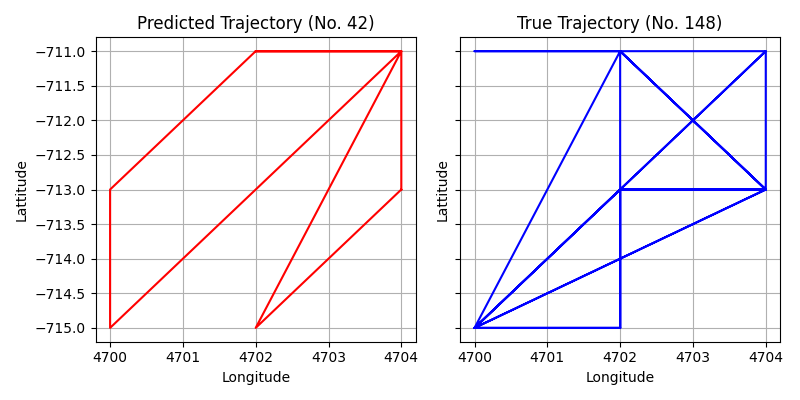 Predicted Trajectory (No. 42)
−711.0
−711.5
−712.0
−712.5
−713.0
−713.5
−714.0
−714.5
−715.0
Lattitude
4700 4701 4702 4703 4704
Longitude
True Trajectory (No. 148)
Lattitude
4700 4701 4702 4703 4704
Longitude